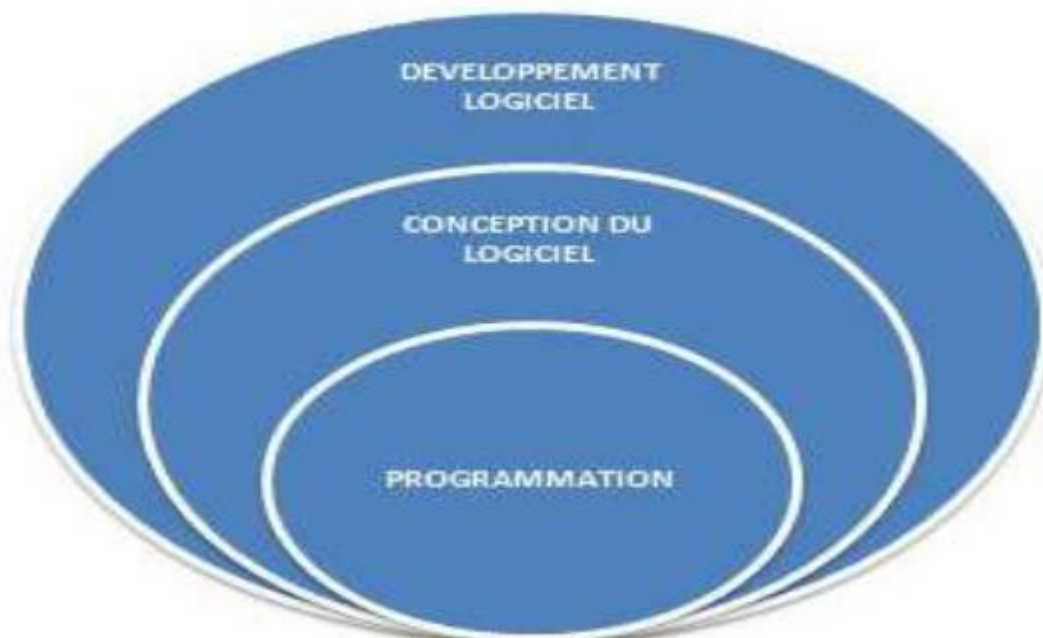 DEVELOPPEMENT
LOGICIEL
CONCEPTION DU
LOGICIEL
PROGRAMMATION